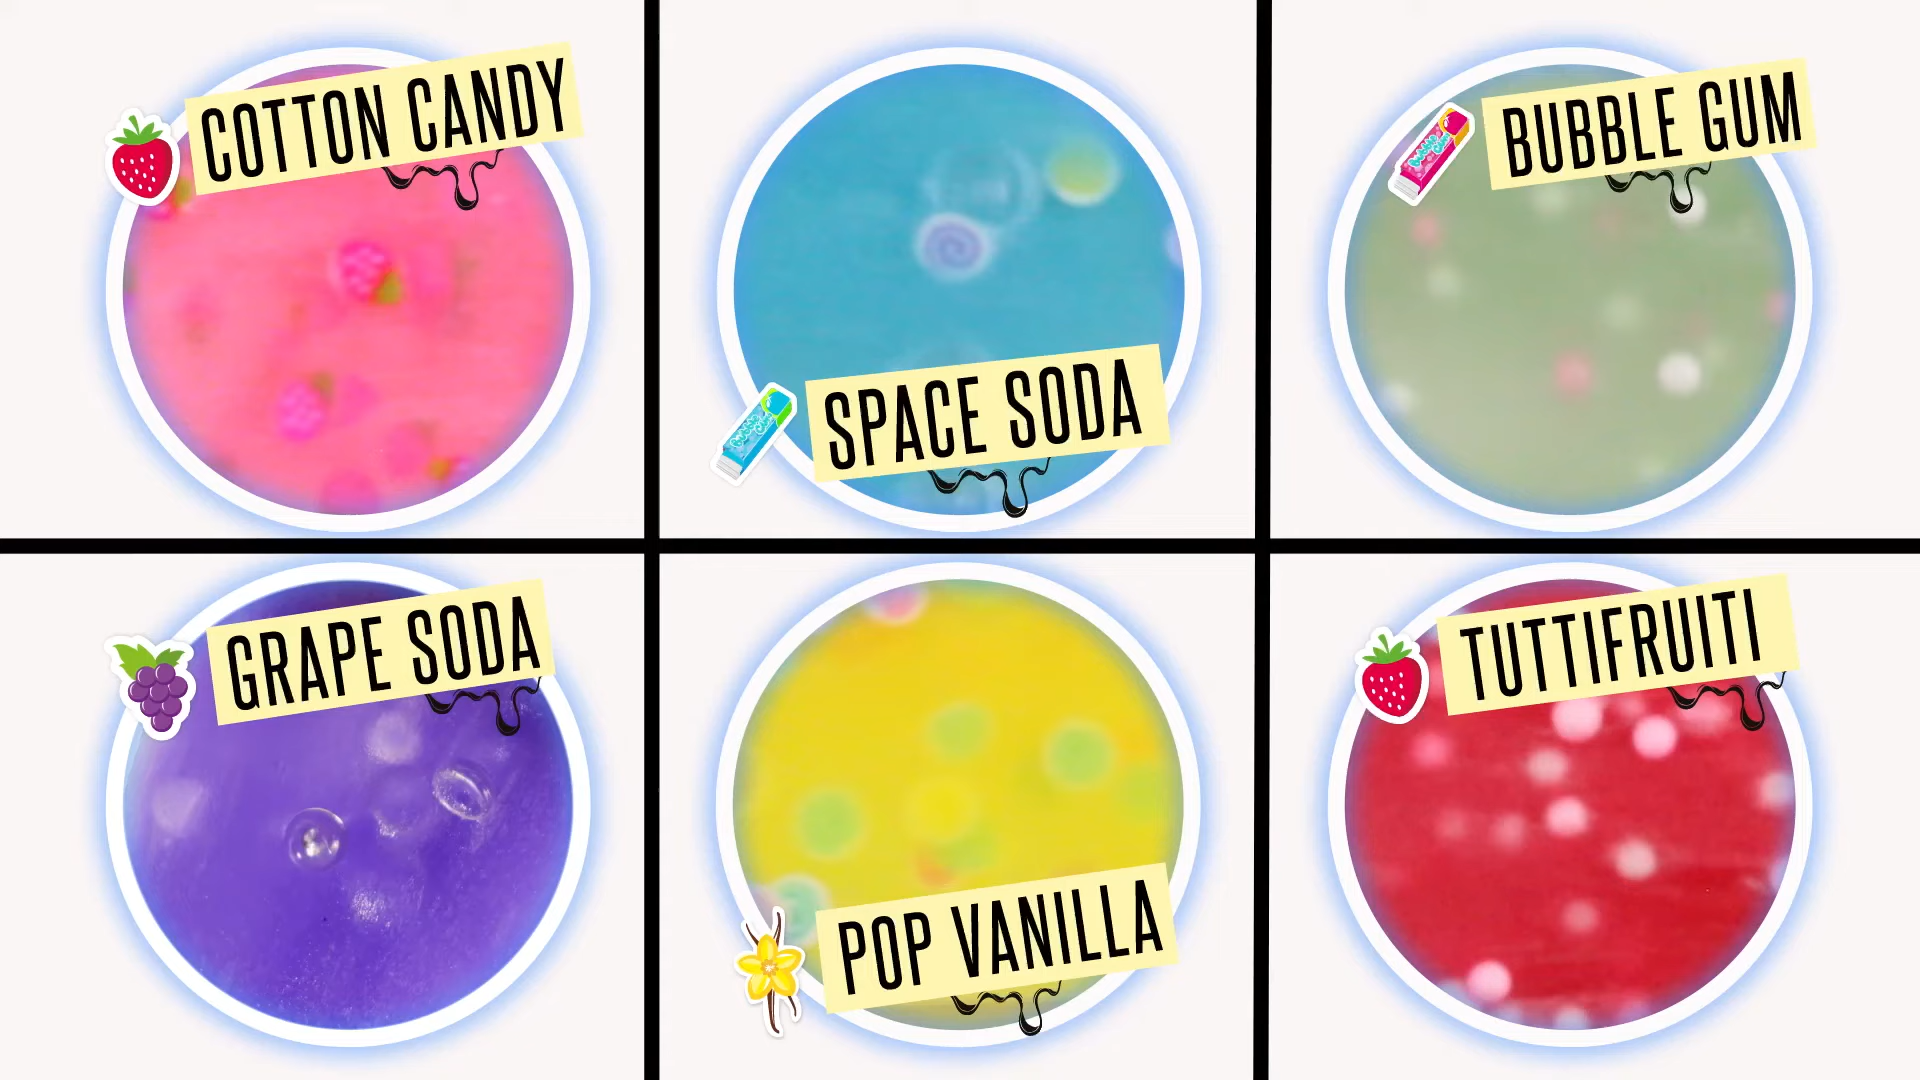 COTTON CANDY
SPACE SODA
BUBBLE GUM
GRAPE SODA
POP VANILLA
TUTTIFRUITI